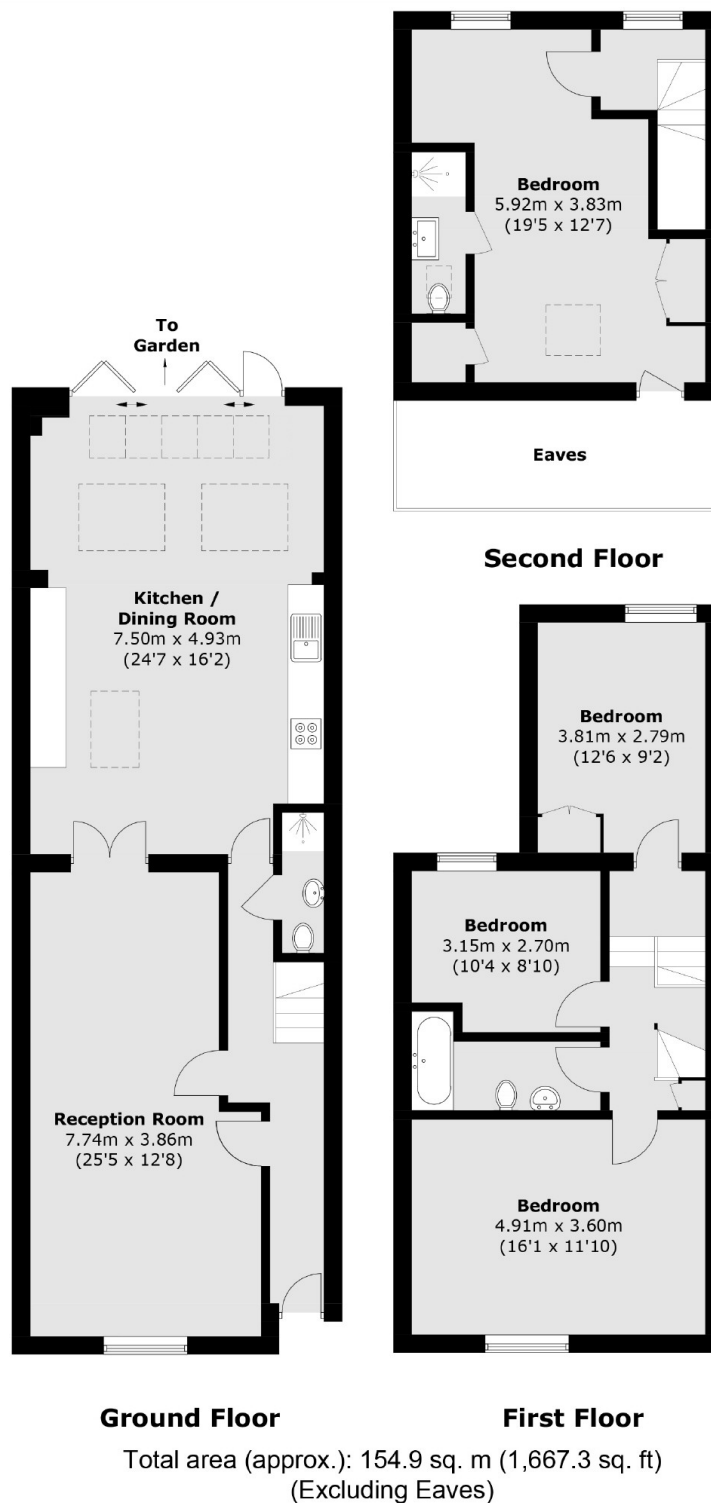 To
Garden
Kitchen /
Dining Room
7.50m x 4.93m
(24'7 x 16'2)
Reception Room
7.74m x 3.86m
(25'5 x 12'8)
Ground Floor
Bedroom
5.92m x 3.83m
(19'5 x 12'7)
Eaves
Second Floor
Bedroom
3.81m x 2.79m
(12'6 x 9'2)
Bedroom
3.15m x 2.70m
(10'4 x 8'10)
Bedroom
4.91m x 3.60m
(16'1 x 11'10)
First Floor
Total area (approx.): 154.9 sq. m (1,667.3 sq. ft)
(Excluding Eaves)